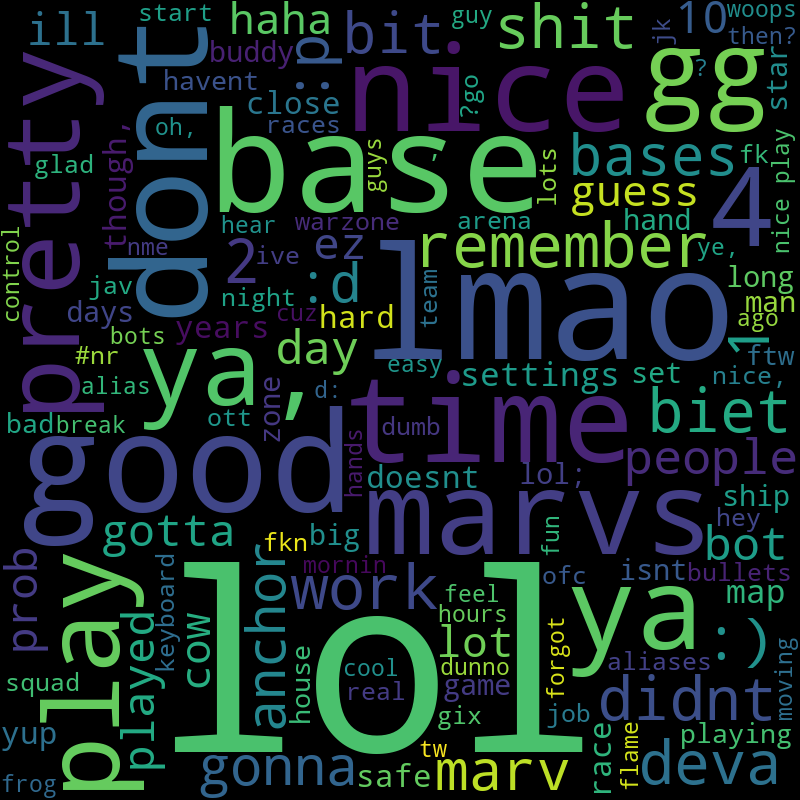 ill
start
haha
buddy
havent
close
races
:p
bit
nice
shit
guy
gg
jk
10
woops
then?
star
?
?go
pretty
dont
oh,
glad
though,
nme
base
,
guys
bases
guess
lots
fk
nice play
4
hear
warzone
arena
hand
ye,
control
jav
days
bots
#nr
alias
2
ive
ez
night
:d
cuz
years
hard
remember
team
lmao
long
man
ago
1
ftw
nice,
ya,
day
easy
settings
set
bad
break
ott
zone
d:
time
dumb
biet
people
good
hands
doesnt
lol;
marvs
ship
hey
gotta
big
fun
bot
prob
fkn
mornin
play
played
keyboard
cow
anchor
work
feel
hours
ofc
isnt
bullets
map
lol
ya
:)
squad
house
cool
real
lot
dunno
game
gix
forgot
aliases
didnt
moving
job
race
playing
yup
frog
gonna
safe
tw
marv
flame
deva